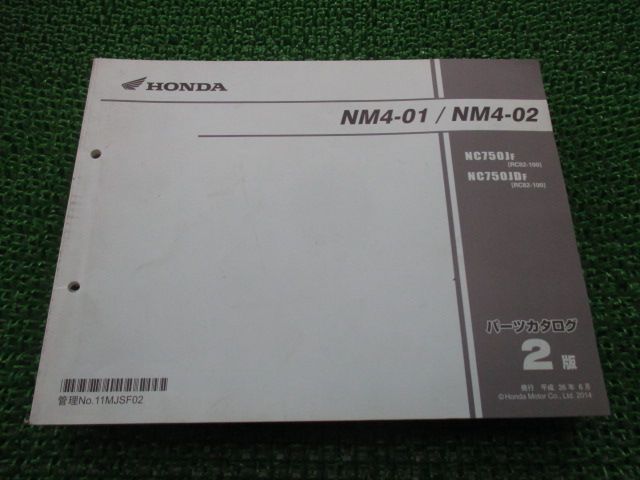 HONDA
NM4-01 / NM4-02
NC750JF
(RC82-100)
NC750JDF
(RC82-100)
パーツカタログ
2版
発行 平成 26年 6月
©Honda Motor Co., Ltd. 2014
管理No.11MJSF02